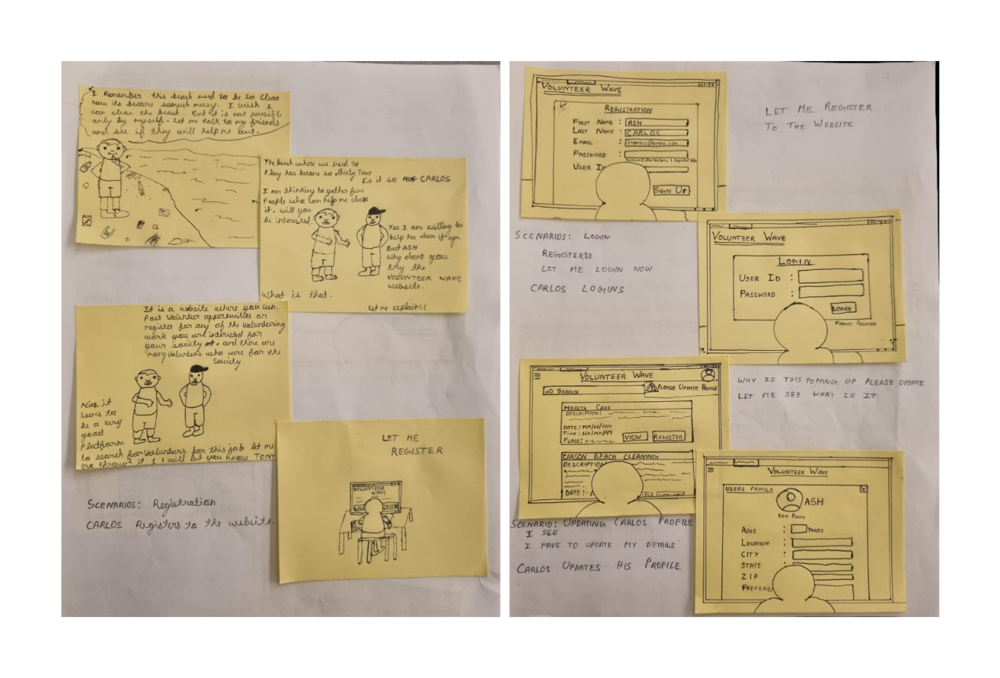 I Remember this beach used to be soo clean
now its became somuch messy. I wish I
can clean the beach. But it is not possible
only by myself. Let me talk to my friends
and see if they will help me out.
The beach where we used to
Play has became so dirty TONY
Is it so CARLOS
I am thinking to gather few
People who can help me clean
it. will you
be intrested.
Yes I am willing to
help to clean it
But ASH
why dont you
try the
VOLUNTEER WAVE
website.
what is that.
Let me explain!!
It is a website where you can
Post Volunter opportunities or
register for any of the Volunteering
work you are interested for
your society and there are
many Volunters who care for the
Society.
Nice it
seems to
be a very
good
Platform
to search for Volunters for this job let me
go through it & I will let you know TONY
LET ME
REGISTER
VOLUNTEER
WAVE
SCENARIOS: Registration
CARLOS Registers to the website.
VOLUNTEER WAVE
REGISTRATION
FIRST NAME : ASH
LAST NAME : CARLOS
EMAIL :
PASSWORD :
USER ID
SIGN UP
LET ME REGISTER
TO THE WEBSITE
SCENARIOS: LOGIN
REGISTERED
LET ME LOGIN NOW
CARLOS LOGINS
VOLUNTEER WAVE
LOGIN
USER ID :
PASSWORD :
LOGIN
FORGOT PASSWORD
VOLUNTEER WAVE
SEARCH
PLEASE UPDATE PROFILE
HEALTH CARE
DESCRIPTION:
DATE: MM/DD/YYYY
TIME: HH/MM PM
PLACE:
VIEW
REGISTER
CARSON BEACH CLEANING
DESCRIPTION
DATE:
WHY IS THIS POPPING UP PLEASE UPDATE
LET ME SEE WHAT IS IT.
SCENARIO: UPDATING CARLOS PROFILE
I SEE
I HAVE TO UPDATE MY DETAILS
CARLOS UPDATES HIS PROFILE
VOLUNTEER WAVE
USERS PROFILE
X
ASH
EDIT PHOTO
AGE : Years
LOCATION :
CITY :
STATE :
ZIP
PREFERE